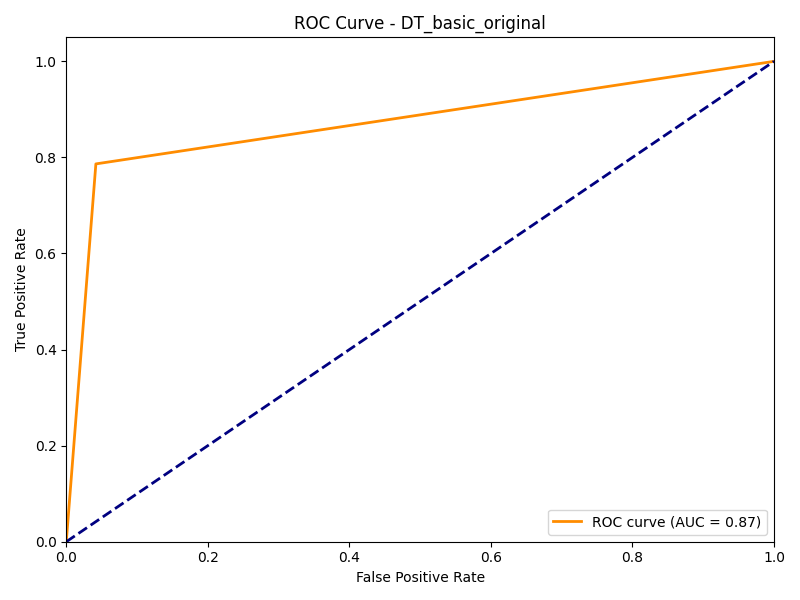 ROC Curve - DT_basic_original
True Positive Rate
1.0
0.8
0.6
0.4
0.2
0.0
0.0 0.2 0.4 0.6 0.8 1.0
False Positive Rate
ROC curve (AUC = 0.87)